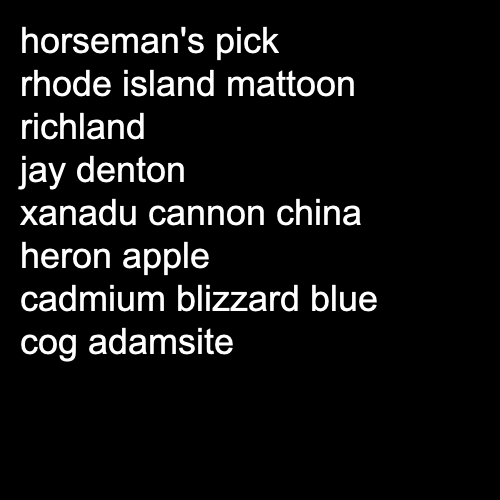 horseman's pick
rhode island mattoon
richland
jay denton
xanadu cannon china
heron apple
cadmium blizzard blue
cog adamsite